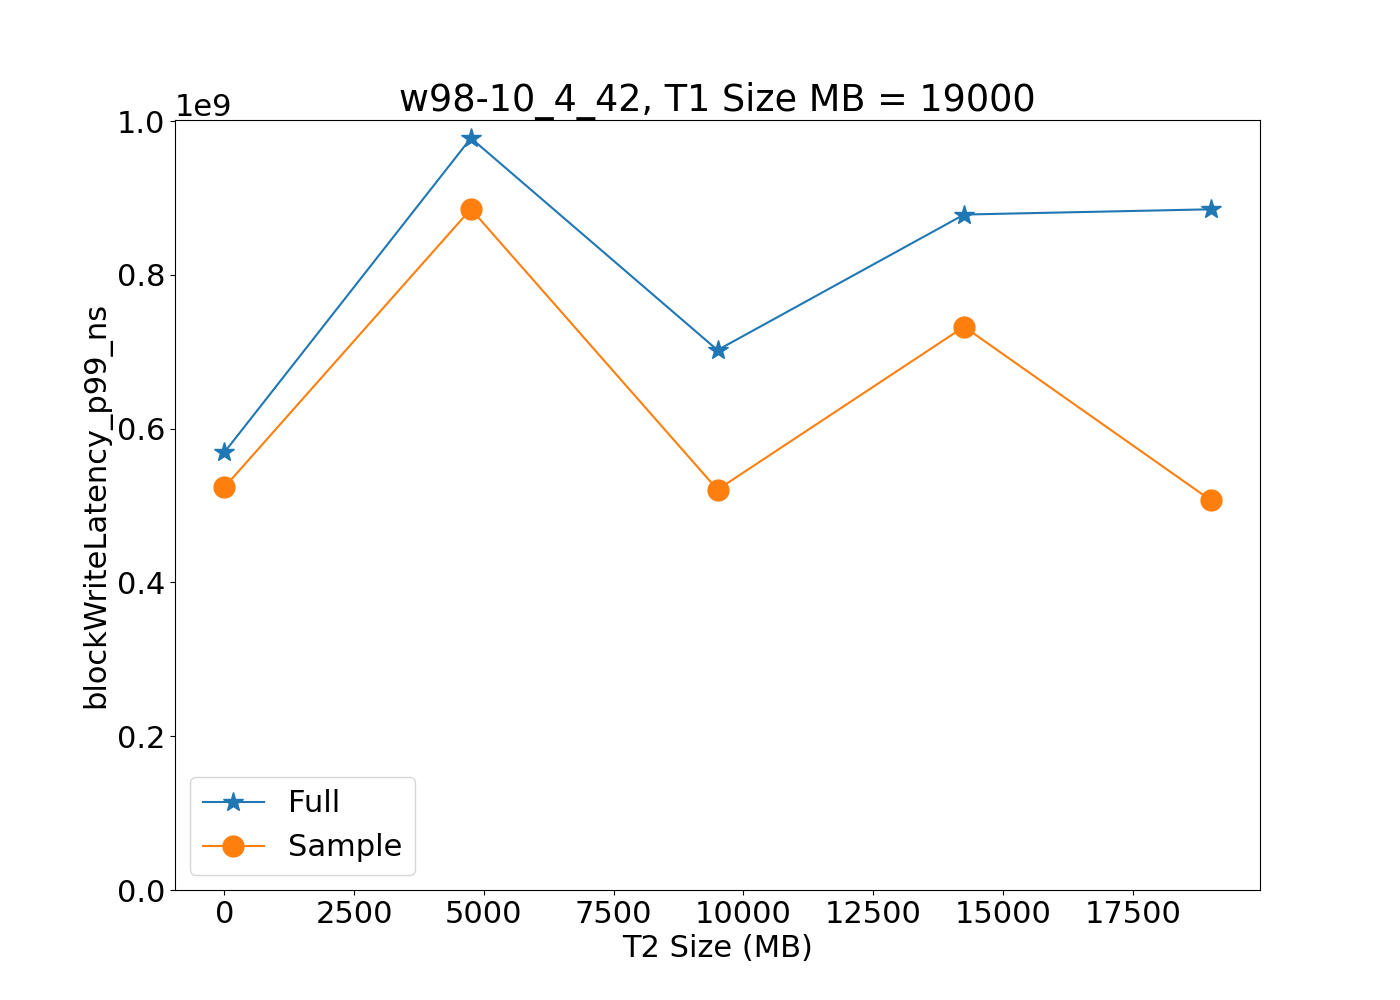 w98-10_4_42, T1 Size MB = 19000
1e9
1.0
0.8
0.6
0.4
0.2
0.0
blockWriteLatency_p99_ns
Full
Sample
0 2500 5000 7500 10000 12500 15000 17500
T2 Size (MB)